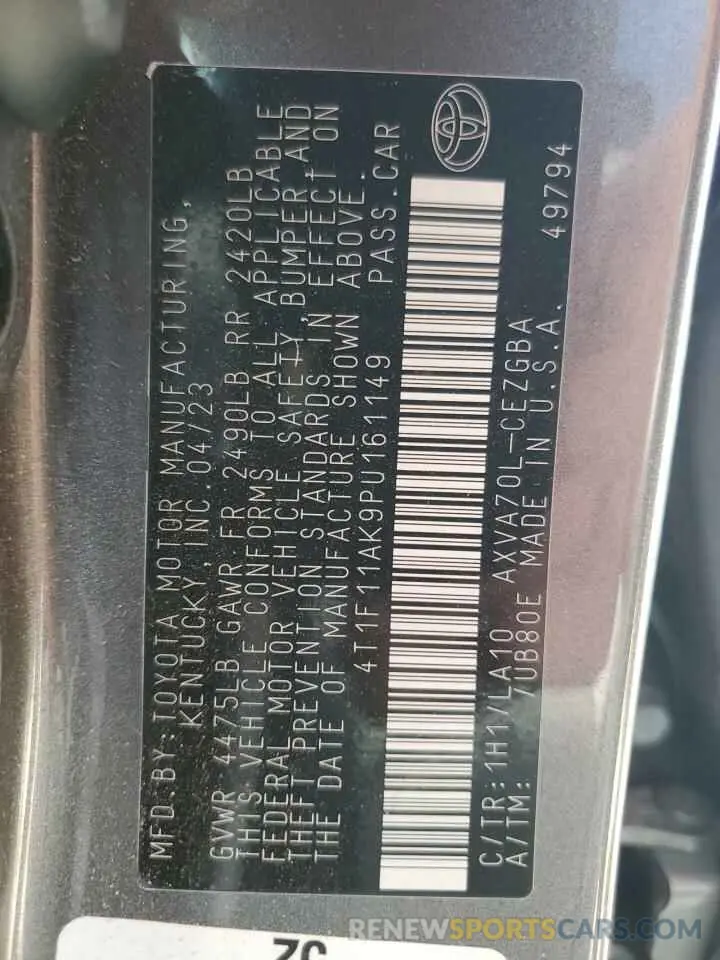 MFD.BY:TOYOTA MOTOR MANUFACTURING,
KENTUCKY,INC.04/23
GVWR 4475LB GAWR FR 2490LB RR 2420LB
THIS VEHICLE CONFORMS TO ALL APPLICABLE
FEDERAL MOTOR VEHICLE SAFETY,BUMPER,AND
THEFT PREVENTION STANDARDS IN EFFECT ON
THE DATE OF MANUFACTURE SHOWN ABOVE.
4T1F11AK9PU161149 PASS.CAR
C/TR:1H1/LA10 AXVA70L-CEZGBA
A/TM: /UB80E MADE IN U.S.A. 49794
RENEWSPORTSCARS.COM